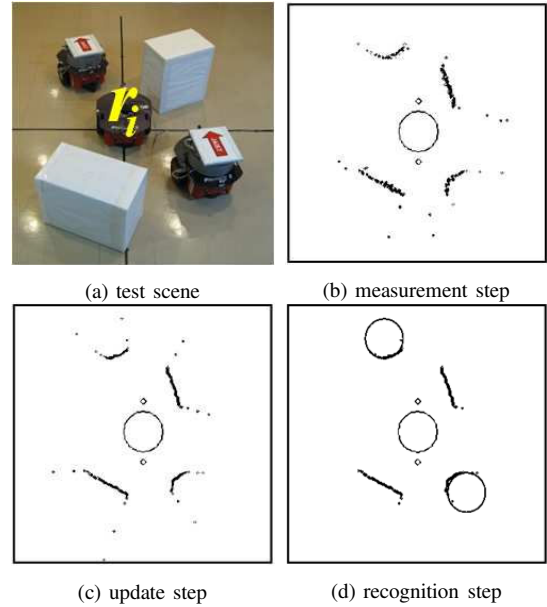 r_i
(a) test scene
(b) measurement step
(c) update step
(d) recognition step